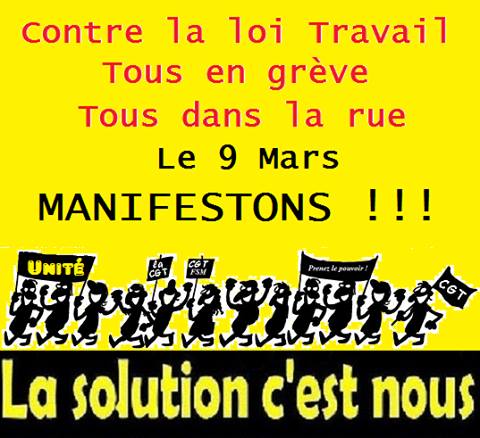 Contre la loi Travail
Tous en grève
Tous dans la rue
Le 9 Mars
MANIFESTONS !!!
UNITÉ
la CGT
CGT FSM
Prenez le pouvoir !
CGT
La solution c'est nous